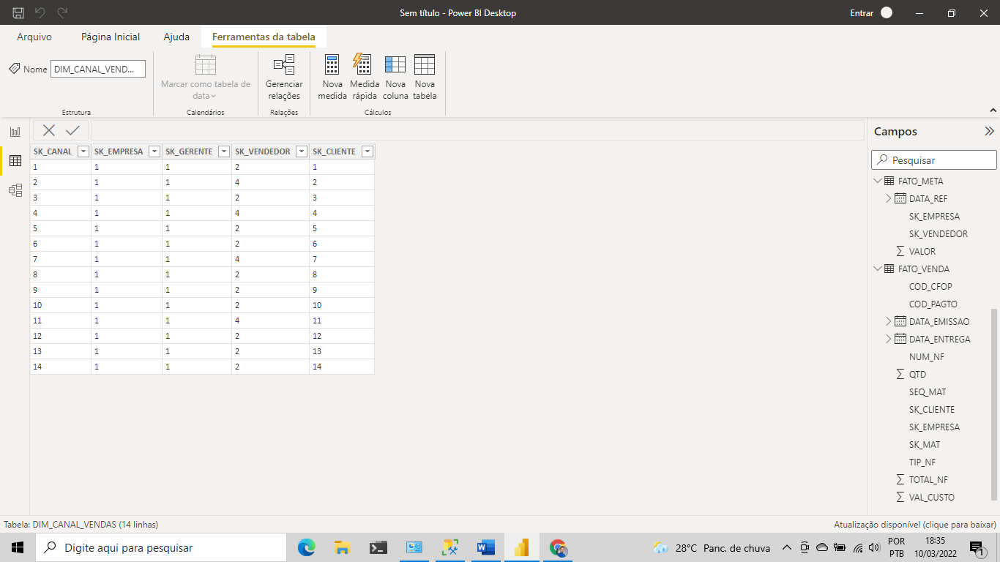 Sem título - Power BI Desktop
Entrar
Arquivo
Página Inicial
Ajuda
Ferramentas da tabela
Nome
DIM_CANAL_VEND...
Estrutura
Marcar como tabela de
data
Calendários
Gerenciar
relações
Relações
Nova
medida
Medida
rápida
Nova
coluna
Nova
tabela
Cálculos
SK_CANAL SK_EMPRESA SK_GERENTE SK_VENDEDOR SK_CLIENTE
1 1 1 2 1
2 1 1 4 2
3 1 1 2 3
4 1 1 4 4
5 1 1 2 5
6 1 1 2 6
7 1 1 4 7
8 1 1 2 8
9 1 1 2 9
10 1 1 2 10
11 1 1 4 11
12 1 1 2 12
13 1 1 2 13
14 1 1 2 14
Campos
Pesquisar
FATO_META
DATA_REF
SK_EMPRESA
SK_VENDEDOR
VALOR
FATO_VENDA
COD_CFOP
COD_PAGTO
DATA_EMISSAO
DATA_ENTREGA
NUM_NF
QTD
SEQ_MAT
SK_CLIENTE
SK_EMPRESA
SK_MAT
TIP_NF
TOTAL_NF
VAL_CUSTO
Tabela: DIM_CANAL_VENDAS (14 linhas)
Atualização disponível (clique para baixar)
Digite aqui para pesquisar
28°C Panc. de chuva
POR
PTB
18:35
10/03/2022
1